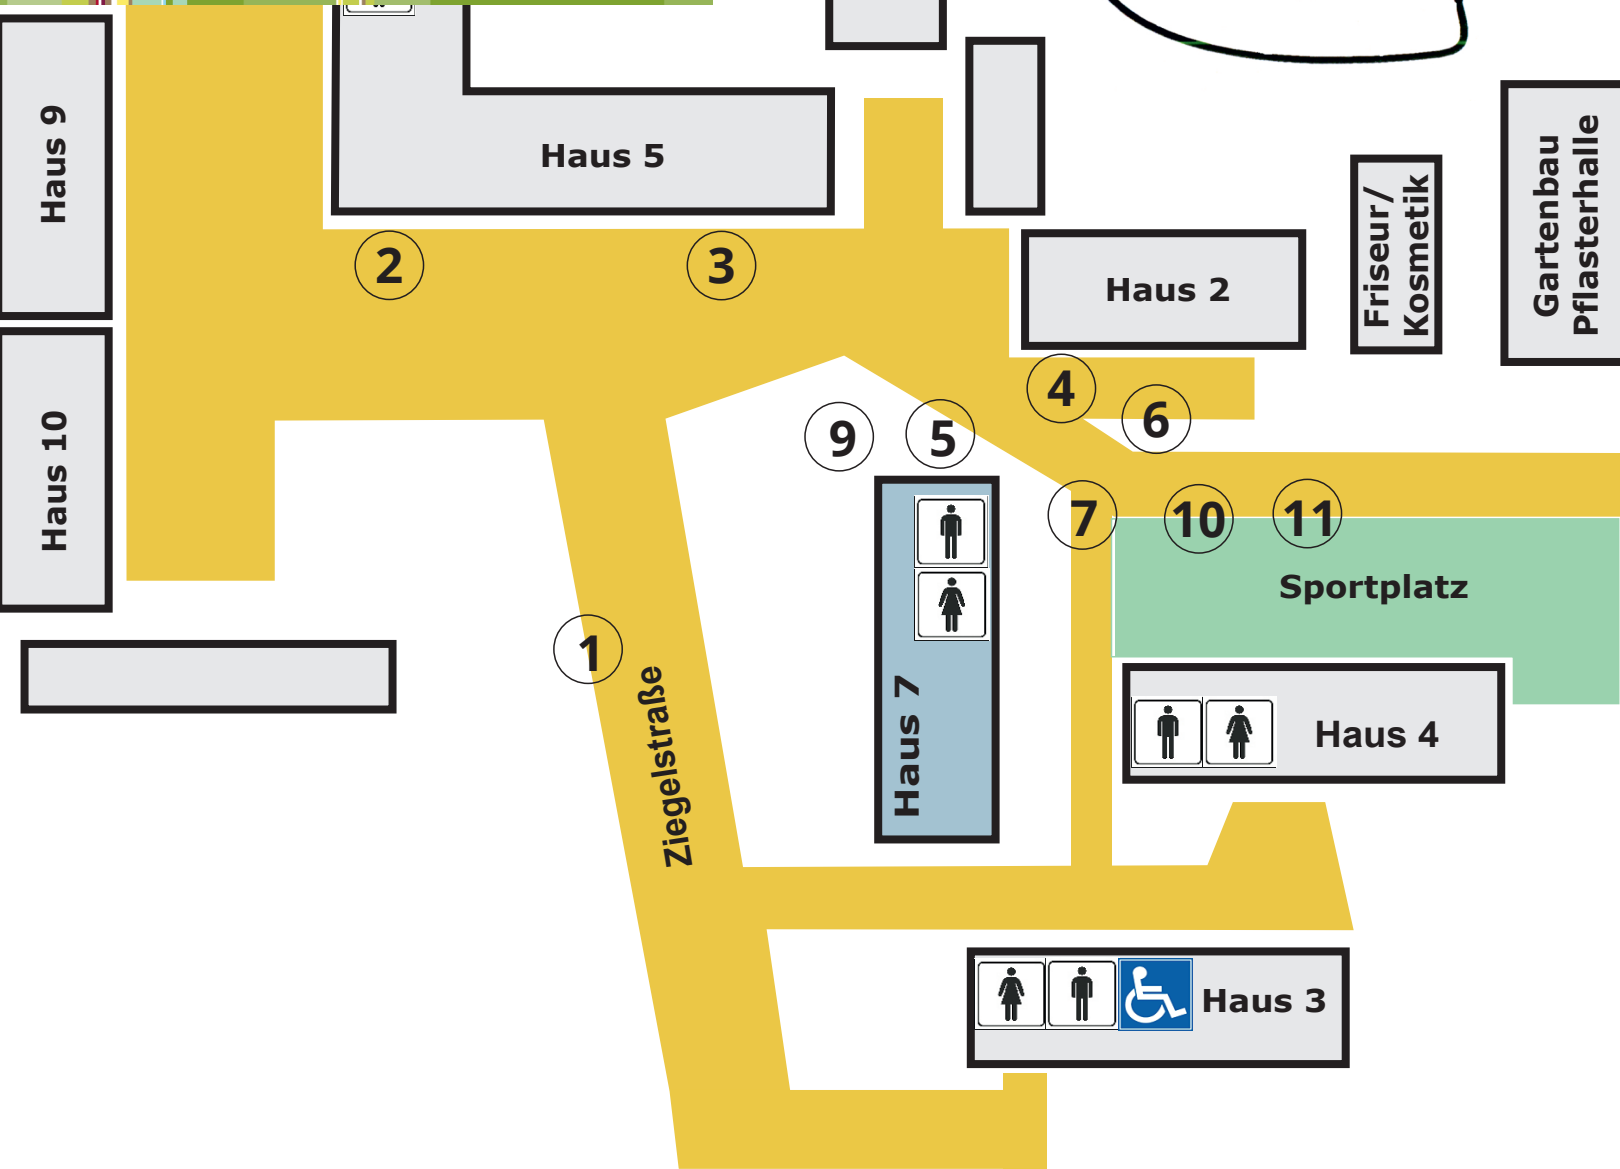 Haus 9
Haus 5
Friseur/
Kosmetik
Gartenbau
Pflasterhalle
2
3
Haus 2
4
6
9
5
Haus 10
7
10
11
Sportplatz
1
Ziegelstraße
Haus 7
Haus 4
Haus 3